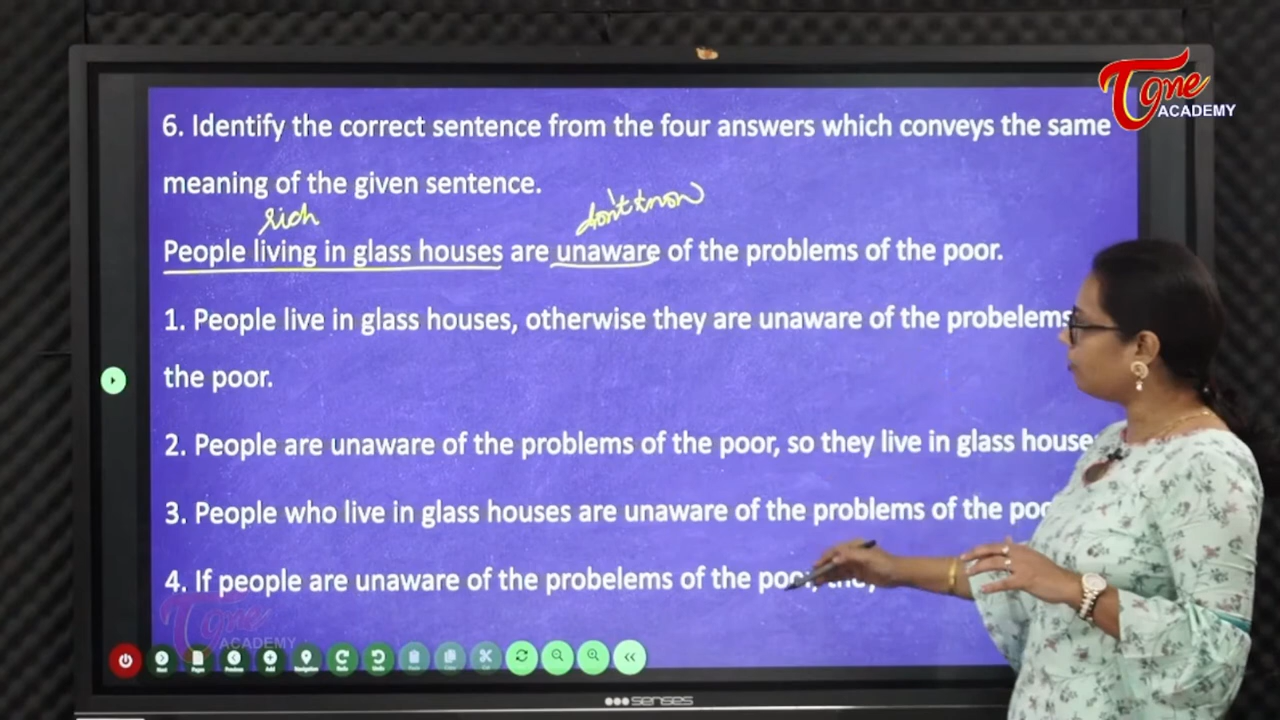 Tone
ACADEMY
6. Identify the correct sentence from the four answers which conveys the same
meaning of the given sentence.
rich don't know
People living in glass houses are unaware of the problems of the poor.
1. People live in glass houses, otherwise they are unaware of the probelems
the poor.
2. People are unaware of the problems of the poor, so they live in glass house
3. People who live in glass houses are unaware of the problems of the
4. If people are unaware of the probelems of the
Tone
ACADEMY
senses